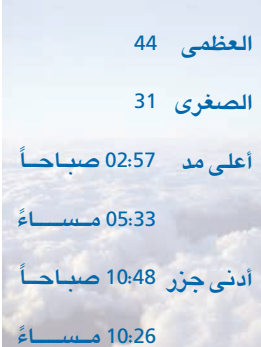 العظمى 44
الصغرى 31
أعلى مد 02:57 صباحاً
05:33 مساءً
أدنى جزر 10:48 صباحاً
10:26 مساءً